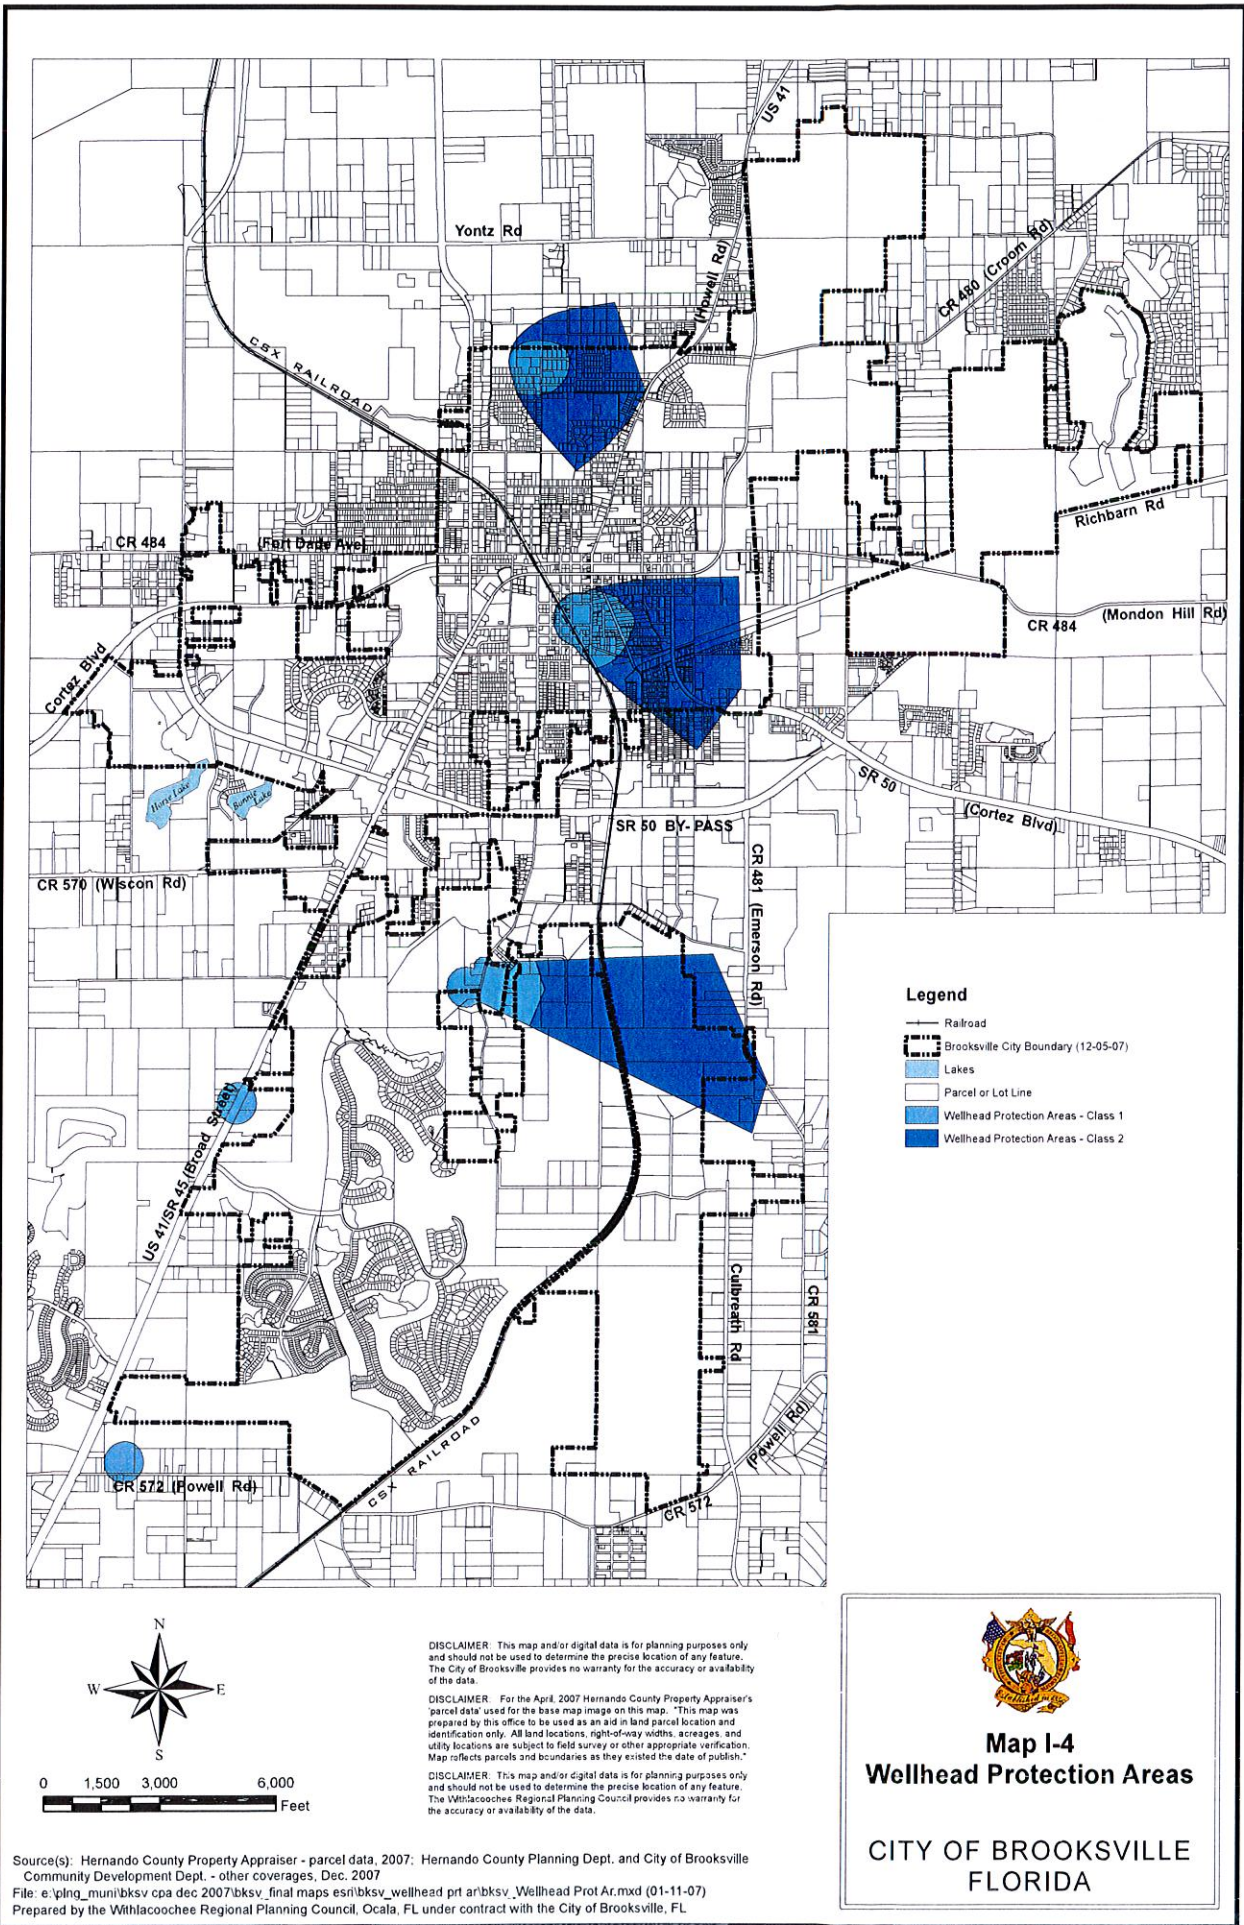 US 41
Yontz Rd
(Howell Rd)
CR 480 (Croom Rd)
CSX RAILROAD
Richbarn Rd
CR 484
(Fort Dade Ave)
(Mondon Hill Rd)
CR 484
Cortez Blvd
SR 50
(Cortez Blvd)
Horse Lake
Bunnie Lake
SR 50 BY-PASS
CR 570 (Wiscon Rd)
CR 481 (Emerson Rd)
US 41/SR 45 (Broad Street)
Culbreath Rd
CR 581
(Powell Rd)
CSX RAILROAD
CR 572 (Powell Rd)
CR 572
Legend
Railroad
Brooksville City Boundary (12-05-07)
Lakes
Parcel or Lot Line
Wellhead Protection Areas - Class 1
Wellhead Protection Areas - Class 2
N
W E
S
0 1,500 3,000 6,000
Feet
DISCLAIMER: This map and/or digital data is for planning purposes only
and should not be used to determine the precise location of any feature.
The City of Brooksville provides no warranty for the accuracy or availability
of the data.
DISCLAIMER: For the April, 2007 Hernando County Property Appraiser's
'parcel data' used for the base map image on this map. "This map was
prepared by this office to be used as an aid in land parcel location and
identification only. All land locations, right-of-way widths, acreages, and
utility locations are subject to field survey or other appropriate verification.
Map reflects parcels and boundaries as they existed the date of publish."
DISCLAIMER: This map and/or digital data is for planning purposes only
and should not be used to determine the precise location of any feature.
The Withlacoochee Regional Planning Council provides no warranty for
the accuracy or availability of the data.
Map I-4
Wellhead Protection Areas
CITY OF BROOKSVILLE
FLORIDA
Source(s): Hernando County Property Appraiser - parcel data, 2007; Hernando County Planning Dept. and City of Brooksville
Community Development Dept. - other coverages, Dec. 2007
File: e:\plng_muni\bksv cpa dec 2007\bksv_final maps esri\bksv_wellhead prt ar\bksv_Wellhead Prot Ar.mxd (01-11-07)
Prepared by the Withlacoochee Regional Planning Council, Ocala, FL under contract with the City of Brooksville, FL